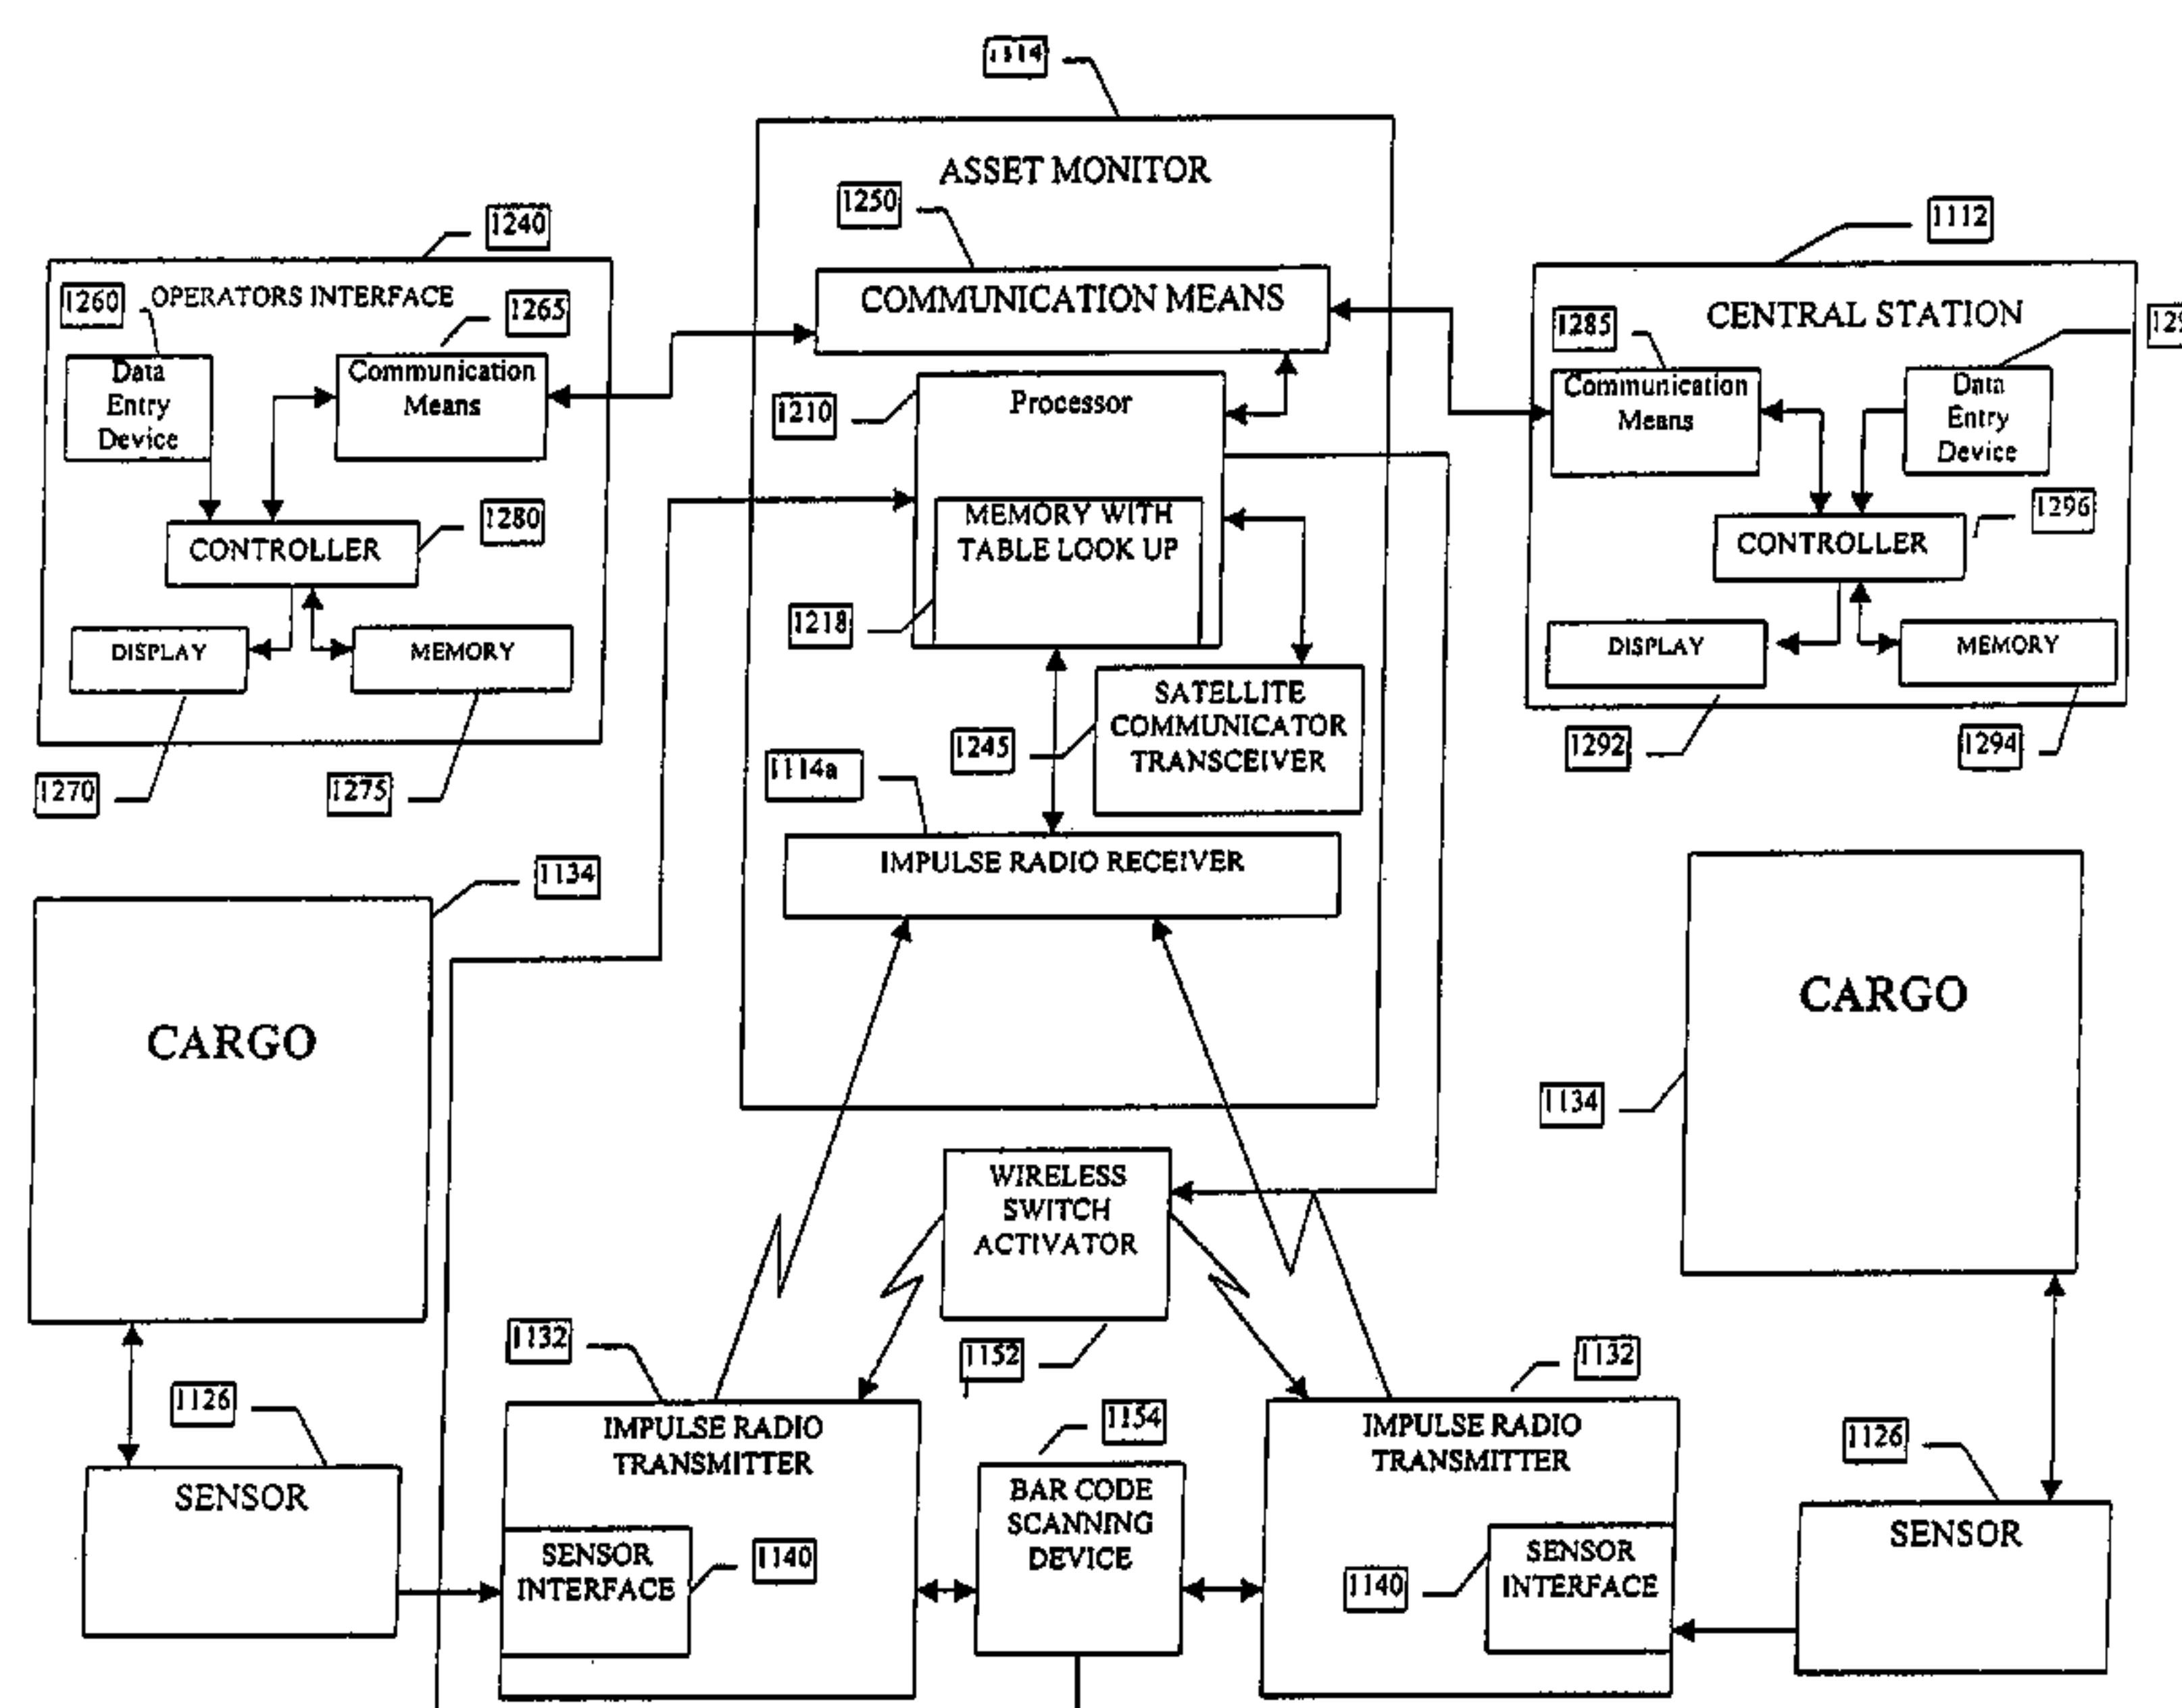 1114
ASSET MONITOR
1250
COMMUNICATION MEANS
1210
Processor
MEMORY WITH
TABLE LOOK UP
1218
SATELLITE
COMMUNICATOR
TRANSCEIVER
1245
1114a
IMPULSE RADIO RECEIVER
1240
OPERATORS INTERFACE
1260
1265
Data
Entry
Device
Communication
Means
1280
CONTROLLER
DISPLAY
MEMORY
1270
1275
1112
CENTRAL STATION
1285
Communication
Means
Data
Entry
Device
1296
CONTROLLER
DISPLAY
MEMORY
1292
1294
1134
CARGO
CARGO
1134
WIRELESS
SWITCH
ACTIVATOR
1152
1132
1132
1126
SENSOR
IMPULSE RADIO
TRANSMITTER
SENSOR
INTERFACE
1140
1154
BAR CODE
SCANNING
DEVICE
IMPULSE RADIO
TRANSMITTER
1140
SENSOR
INTERFACE
1126
SENSOR